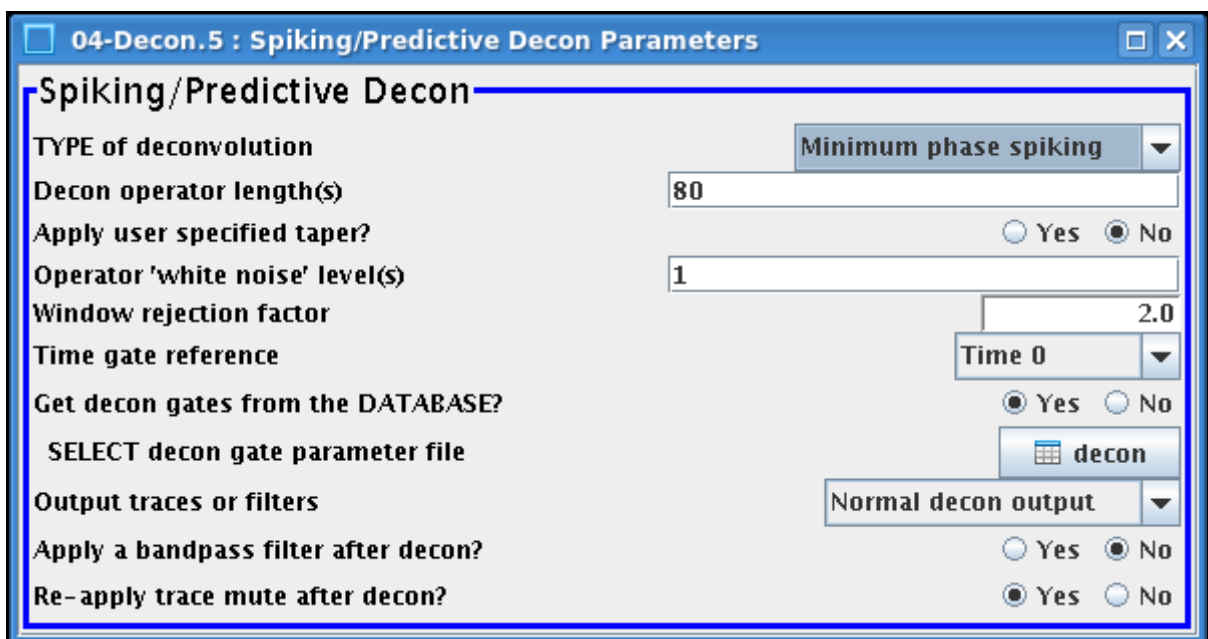 04-Decon.5 : Spiking/Predictive Decon Parameters
Spiking/Predictive Decon
TYPE of deconvolution Minimum phase spiking
Decon operator length(s) 80
Apply user specified taper? Yes No
Operator 'white noise' level(s) 1
Window rejection factor 2.0
Time gate reference Time 0
Get decon gates from the DATABASE? Yes No
SELECT decon gate parameter file decon
Output traces or filters Normal decon output
Apply a bandpass filter after decon? Yes No
Re-apply trace mute after decon? Yes No